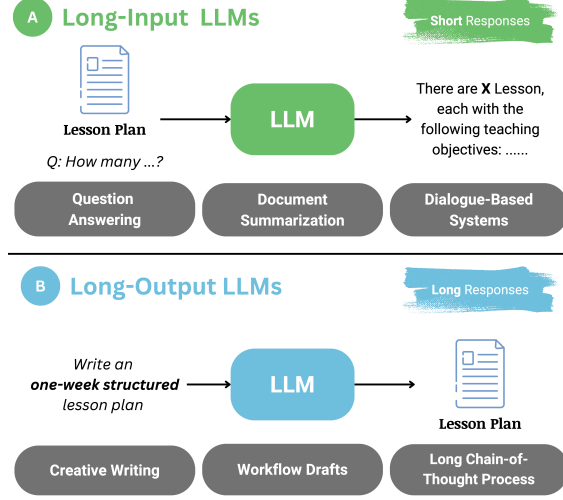 A
Long-Input LLMs
Short Responses
Lesson Plan
Q: How many ...?
LLM
There are X Lesson,
each with the
following teaching
objectives: ......
Question
Answering
Document
Summarization
Dialogue-Based
Systems
B
Long-Output LLMs
Long Responses
Write an
one-week structured
lesson plan
LLM
Lesson Plan
Creative Writing
Workflow Drafts
Long Chain-of-
Thought Process